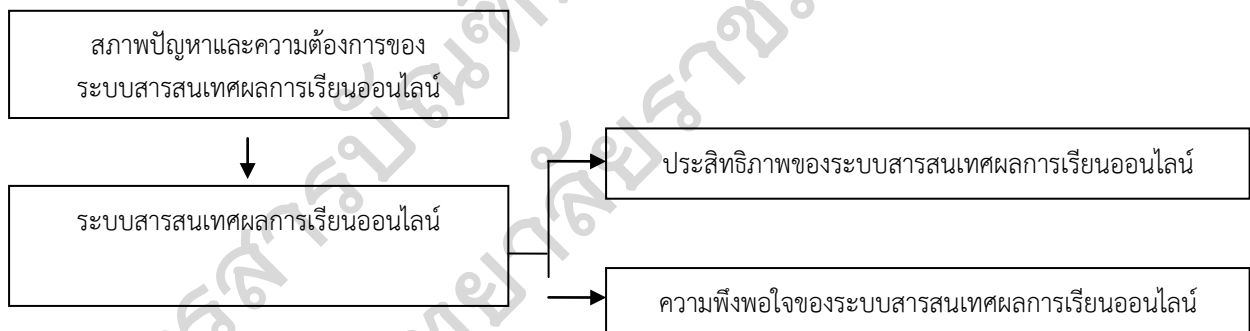 สภาพปัญหาและความต้องการของ
ระบบสารสนเทศผลการเรียนออนไลน์
ประสิทธิภาพของระบบสารสนเทศผลการเรียนออนไลน์
ระบบสารสนเทศผลการเรียนออนไลน์
ความพึงพอใจของระบบสารสนเทศผลการเรียนออนไลน์